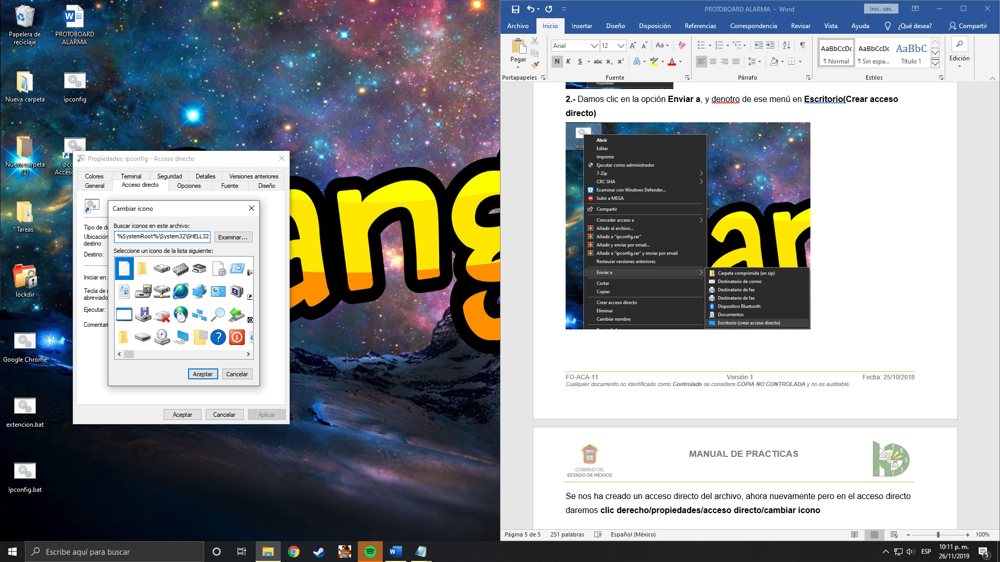 Papelera de
reciclaje
PROTOBOARD
ALARMA
Nueva carpeta
ipconfig
Nueva carpeta
(2)
Tareas
lockdir
Google Chrome
extencion.bat
Ipconfig.bat
Propiedades: ipconfig - Acceso directo
Colores
Terminal
Seguridad
Detalles
Versiones anteriores
General
Acceso directo
Opciones
Fuente
Diseño
Tipo de
Ubicación
destino:
Destino:
Iniciar en:
Tecla de
abreviado
Ejecutar:
Comentari
Cambiar icono
Buscar iconos en este archivo:
%SystemRoot%\System32\SHELL32
Examinar...
Seleccione un icono de la lista siguiente:
Aceptar
Cancelar
Aceptar
Cancelar
Aplicar
ang
PROTOBOARD ALARMA - Word
Inic. ses.
Archivo
Inicio
Insertar
Diseño
Disposición
Referencias
Correspondencia
Revisar
Vista
Ayuda
¿Qué desea?
Compartir
Pegar
Arial
12
Aa
N
K
S
abc
x₂
x²
A
ab
A
AaBbCcDc
AaBbCcDc
AaBbC
¶ Normal
¶ Sin espa...
Título 1
Edición
Portapapeles
Fuente
Párrafo
Estilos
Propiedades
2.- Damos clic en la opción Enviar a, y denotro de ese menú en Escritorio(Crear acceso
directo)
Abrir
Editar
Imprimir
Ejecutar como administrador
7-Zip
CRC SHA
Examinar con Windows Defender...
Subir a MEGA
Compartir
Conceder acceso a
Añadir al archivo...
Añadir a "ipconfig.rar"
Añadir y enviar por email...
Añadir a "ipconfig.rar" y enviar por email
Restaurar versiones anteriores
Enviar a
Cortar
Copiar
Crear acceso directo
Eliminar
Cambiar nombre
Carpeta comprimida (en zip)
Destinatario de correo
Destinatario de fax
Destinatario de fax
Dispositivo Bluetooth
Documentos
Escritorio (crear acceso directo)
an
FO-ACA-11
Versión 1
Fecha: 25/10/2018
Cualquier documento no identificado como Controlado se considera COPIA NO CONTROLADA y no es auditable.
GOBIERNO DEL
ESTADO DE MÉXICO
MANUAL DE PRÁCTICAS
Se nos ha creado un acceso directo del archivo, ahora nuevamente pero en el acceso directo
daremos clic derecho/propiedades/acceso directo/cambiar icono
Página 5 de 5
251 palabras
Español (México)
100%
Escribe aquí para buscar
ESP
10:11 p. m.
26/11/2019
5